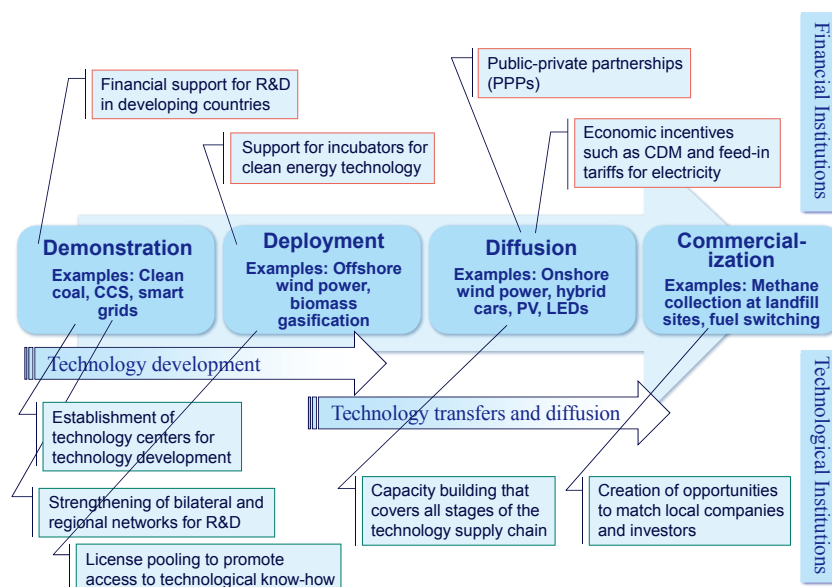 Financial Institutions
Financial support for R&D
in developing countries
Public-private partnerships
(PPPs)
Support for incubators for
clean energy technology
Economic incentives
such as CDM and feed-in
tariffs for electricity
Demonstration
Examples: Clean
coal, CCS, smart
grids
Deployment
Examples: Offshore
wind power,
biomass
gasification
Diffusion
Examples: Onshore
wind power, hybrid
cars, PV, LEDs
Commercial-
ization
Examples: Methane
collection at landfill
sites, fuel switching
Technology development
Technology transfers and diffusion
Technological Institutions
Establishment of
technology centers for
technology development
Strengthening of bilateral and
regional networks for R&D
License pooling to promote
access to technological know-how
Capacity building that
covers all stages of the
technology supply chain
Creation of opportunities
to match local companies
and investors